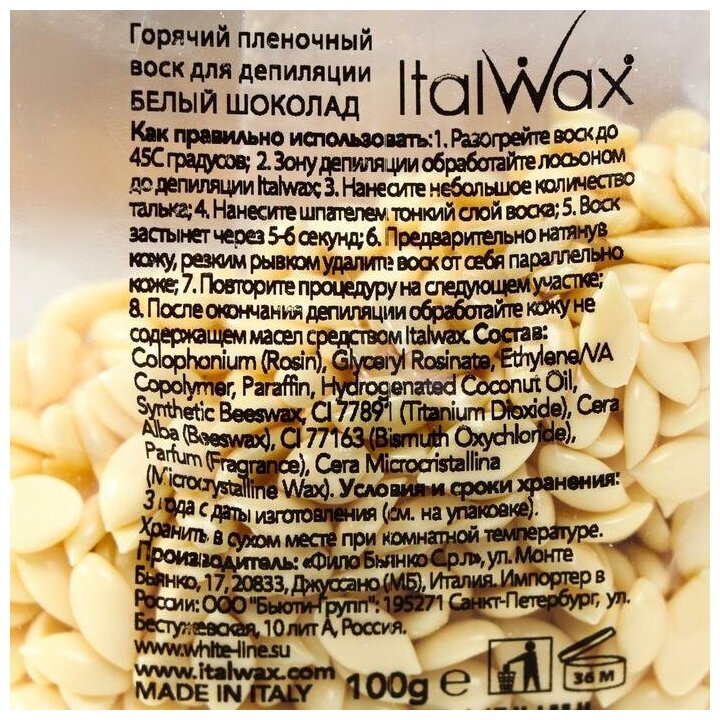 Горячий пленочный
воск для депиляции
БЕЛЫЙ ШОКОЛАД
ItalWax
Как правильно использовать:1. Разогрейте воск до
45С градусов; 2. Зону депиляции обработайте лосьоном
до депиляции Italwax; 3. Нанесите небольшое количество
талька; 4. Нанесите шпателем тонкий слой воска; 5. Воск
застынет через 5-6 секунд; 6. Предварительно натянув
кожу, резким рывком удалите воск от себя параллельно
коже; 7. Повторите процедуру на следующем участке;
8. После окончания депиляции обработайте кожу не
содержащем масел средством Italwax. Состав:
Colophonium (Rosin), Glyceryl Rosinate, Ethylene/VA
Copolymer, Paraffin, Hydrogenated Coconut Oil,
Synthetic Beeswax, CI 77891 (Titanium Dioxide), Cera
Alba (Beeswax), CI 77163 (Bismuth Oxychloride),
Parfum (Fragrance), Cera Microcristallina
(Microcrystalline Wax). Условия и сроки хранения:
3 года с даты изготовления (см. на упаковке).
Хранить в сухом месте при комнатной температуре.
Производитель: «Фило Бьянко С.р.л», ул. Монте
Бьянко, 17, 20833, Джуссано (МБ), Италия. Импортер в
России: ООО "Бьюти-Групп": 195271 Санкт-Петербург, ул.
Бестужевская, 10 лит А, Россия.
www.white-line.su
www.italwax.com
MADE IN ITALY
100g e
36 M